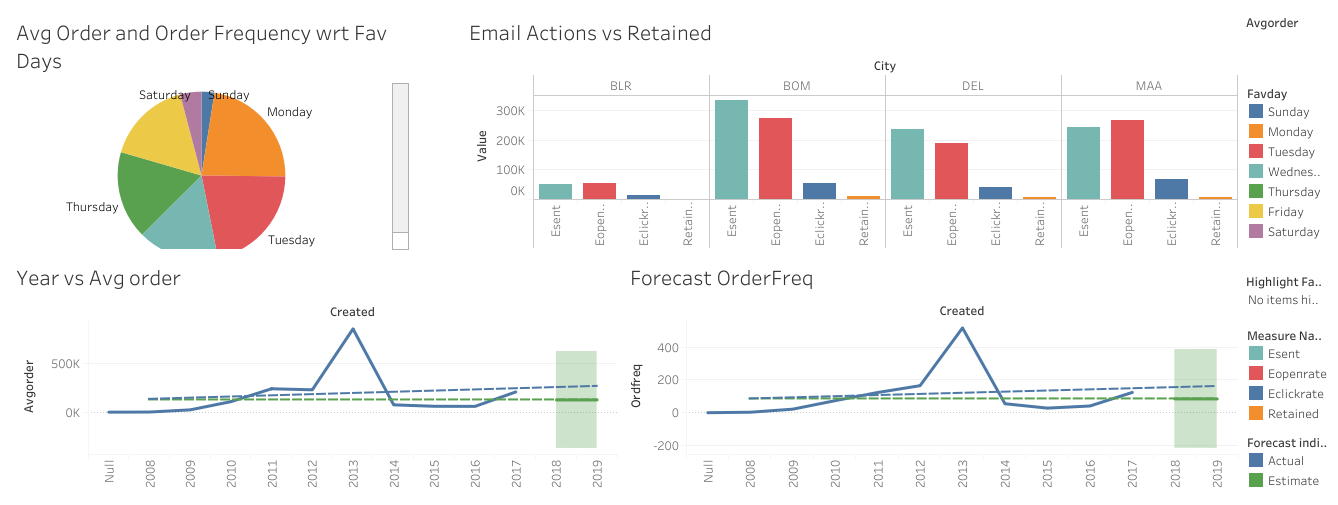 Avg Order and Order Frequency wrt Fav
Days
Saturday
Sunday
Monday
Thursday
Tuesday
Email Actions vs Retained
City
BLR
BOM
DEL
MAA
Value
300K
200K
100K
0K
Esent
Eopen..
Eclickr..
Retain..
Esent
Eopen..
Eclickr..
Retain..
Esent
Eopen..
Eclickr..
Retain..
Esent
Eopen..
Eclickr..
Retain..
Avgorder
Favday
Sunday
Monday
Tuesday
Wednes..
Thursday
Friday
Saturday
Year vs Avg order
Created
Avgorder
500K
0K
Null
2008
2009
2010
2011
2012
2013
2014
2015
2016
2017
2018
2019
Forecast OrderFreq
Created
Ordfreq
400
200
0
-200
Null
2008
2009
2010
2011
2012
2013
2014
2015
2016
2017
2018
2019
Highlight Fa..
No items hi..
Measure Na..
Esent
Eopenrate
Eclickrate
Retained
Forecast indi..
Actual
Estimate